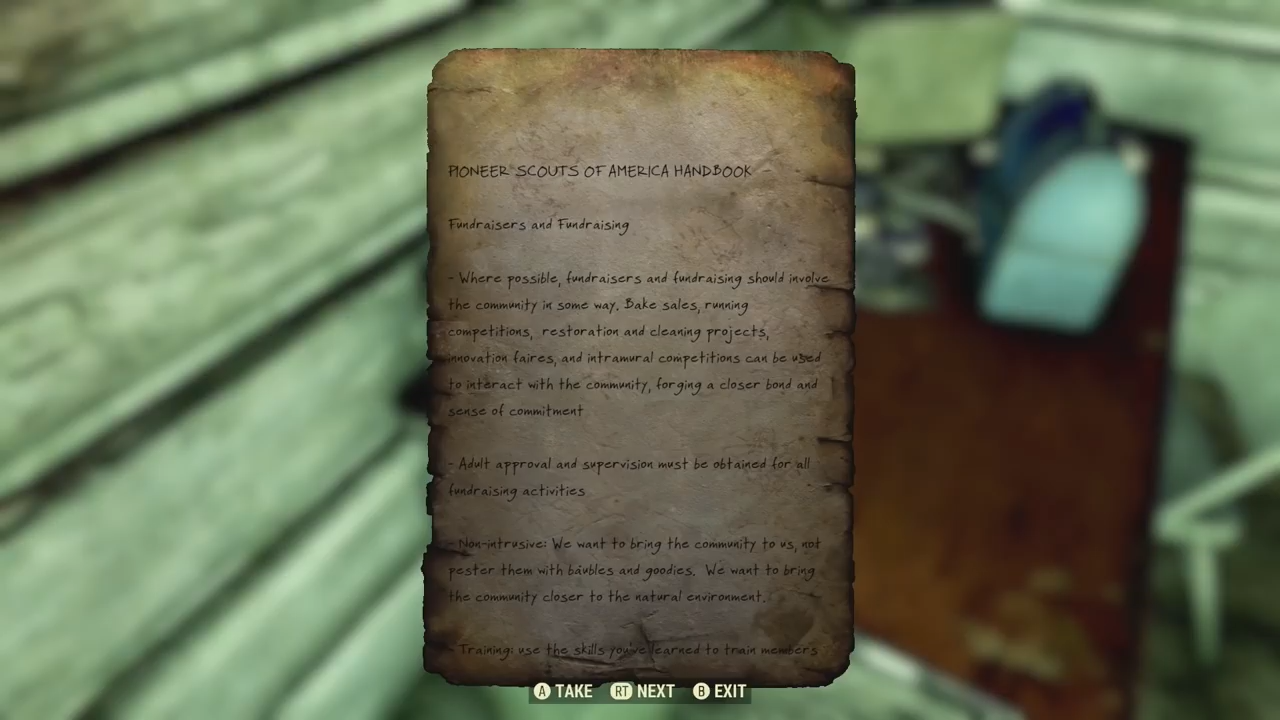 PIONEER SCOUTS OF AMERICA HANDBOOK
Fundraisers and Fundraising
- Where possible, fundraisers and fundraising should involve
the community in some way. Bake sales, running
competitions, restoration and cleaning projects,
innovation faires, and intramural competitions can be used
to interact with the community, forging a closer bond and
sense of commitment
- Adult approval and supervision must be obtained for all
fundraising activities
- Non-intrusive: We want to bring the community to us, not
pester them with baubles and goodies. We want to bring
the community closer to the natural environment.
- Training: use the skills you've learned to train members
A TAKE RT NEXT B EXIT